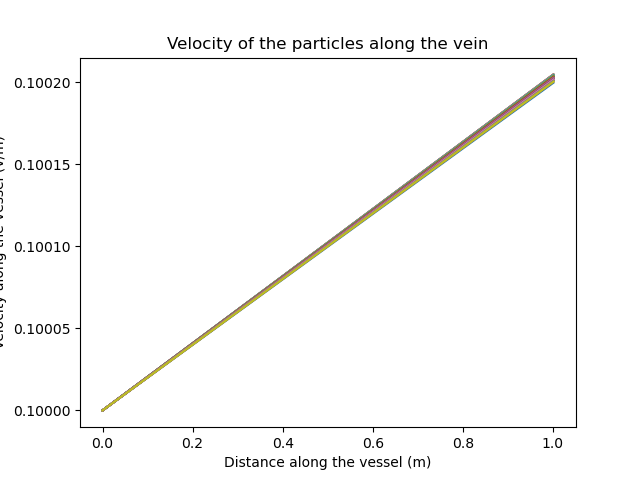 Velocity of the particles along the vein
0.10020
0.10015
0.10010
0.10005
0.10000
0.0 0.2 0.4 0.6 0.8 1.0
Distance along the vessel (m)
along the vessel